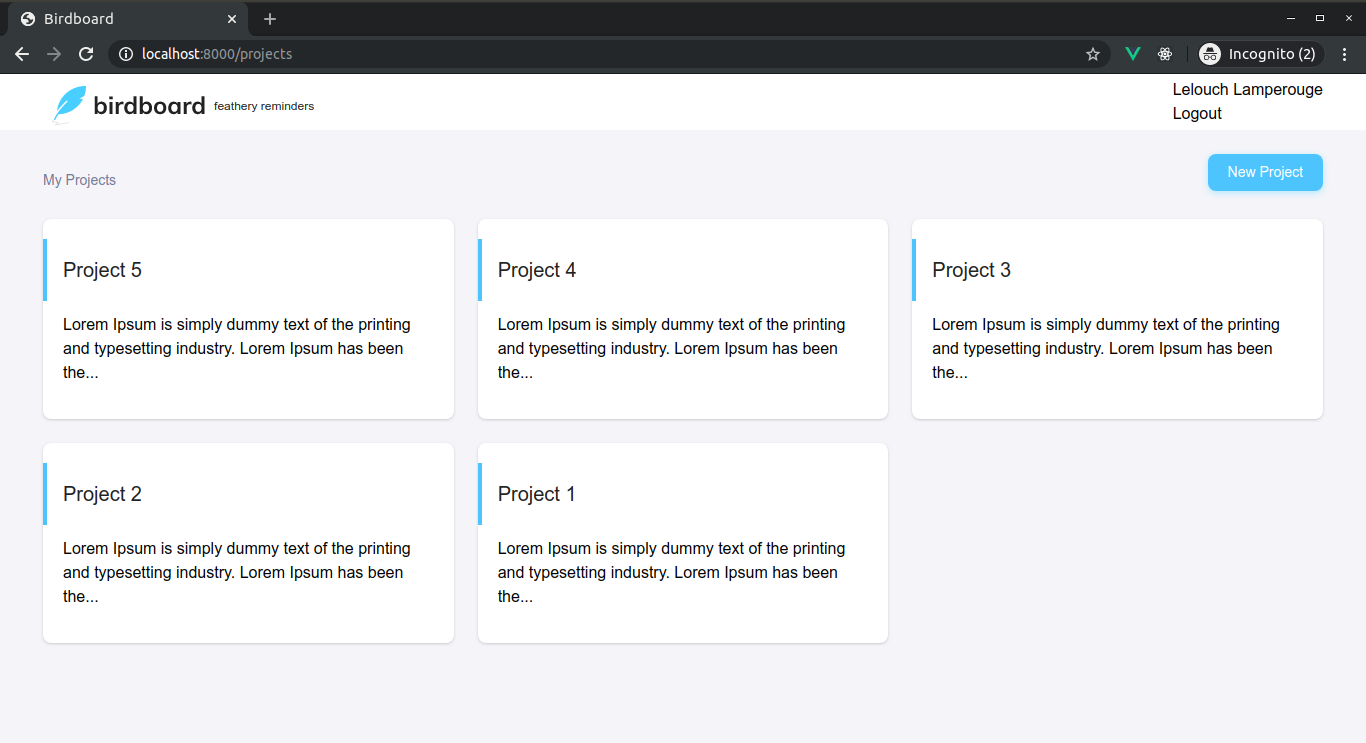 Birdboard
localhost:8000/projects
Incognito (2)
birdboard feathery reminders
Lelouch Lamperouge
Logout
My Projects
New Project
Project 5
Lorem Ipsum is simply dummy text of the printing
and typesetting industry. Lorem Ipsum has been
the...
Project 4
Lorem Ipsum is simply dummy text of the printing
and typesetting industry. Lorem Ipsum has been
the...
Project 3
Lorem Ipsum is simply dummy text of the printing
and typesetting industry. Lorem Ipsum has been
the...
Project 2
Lorem Ipsum is simply dummy text of the printing
and typesetting industry. Lorem Ipsum has been
the...
Project 1
Lorem Ipsum is simply dummy text of the printing
and typesetting industry. Lorem Ipsum has been
the...